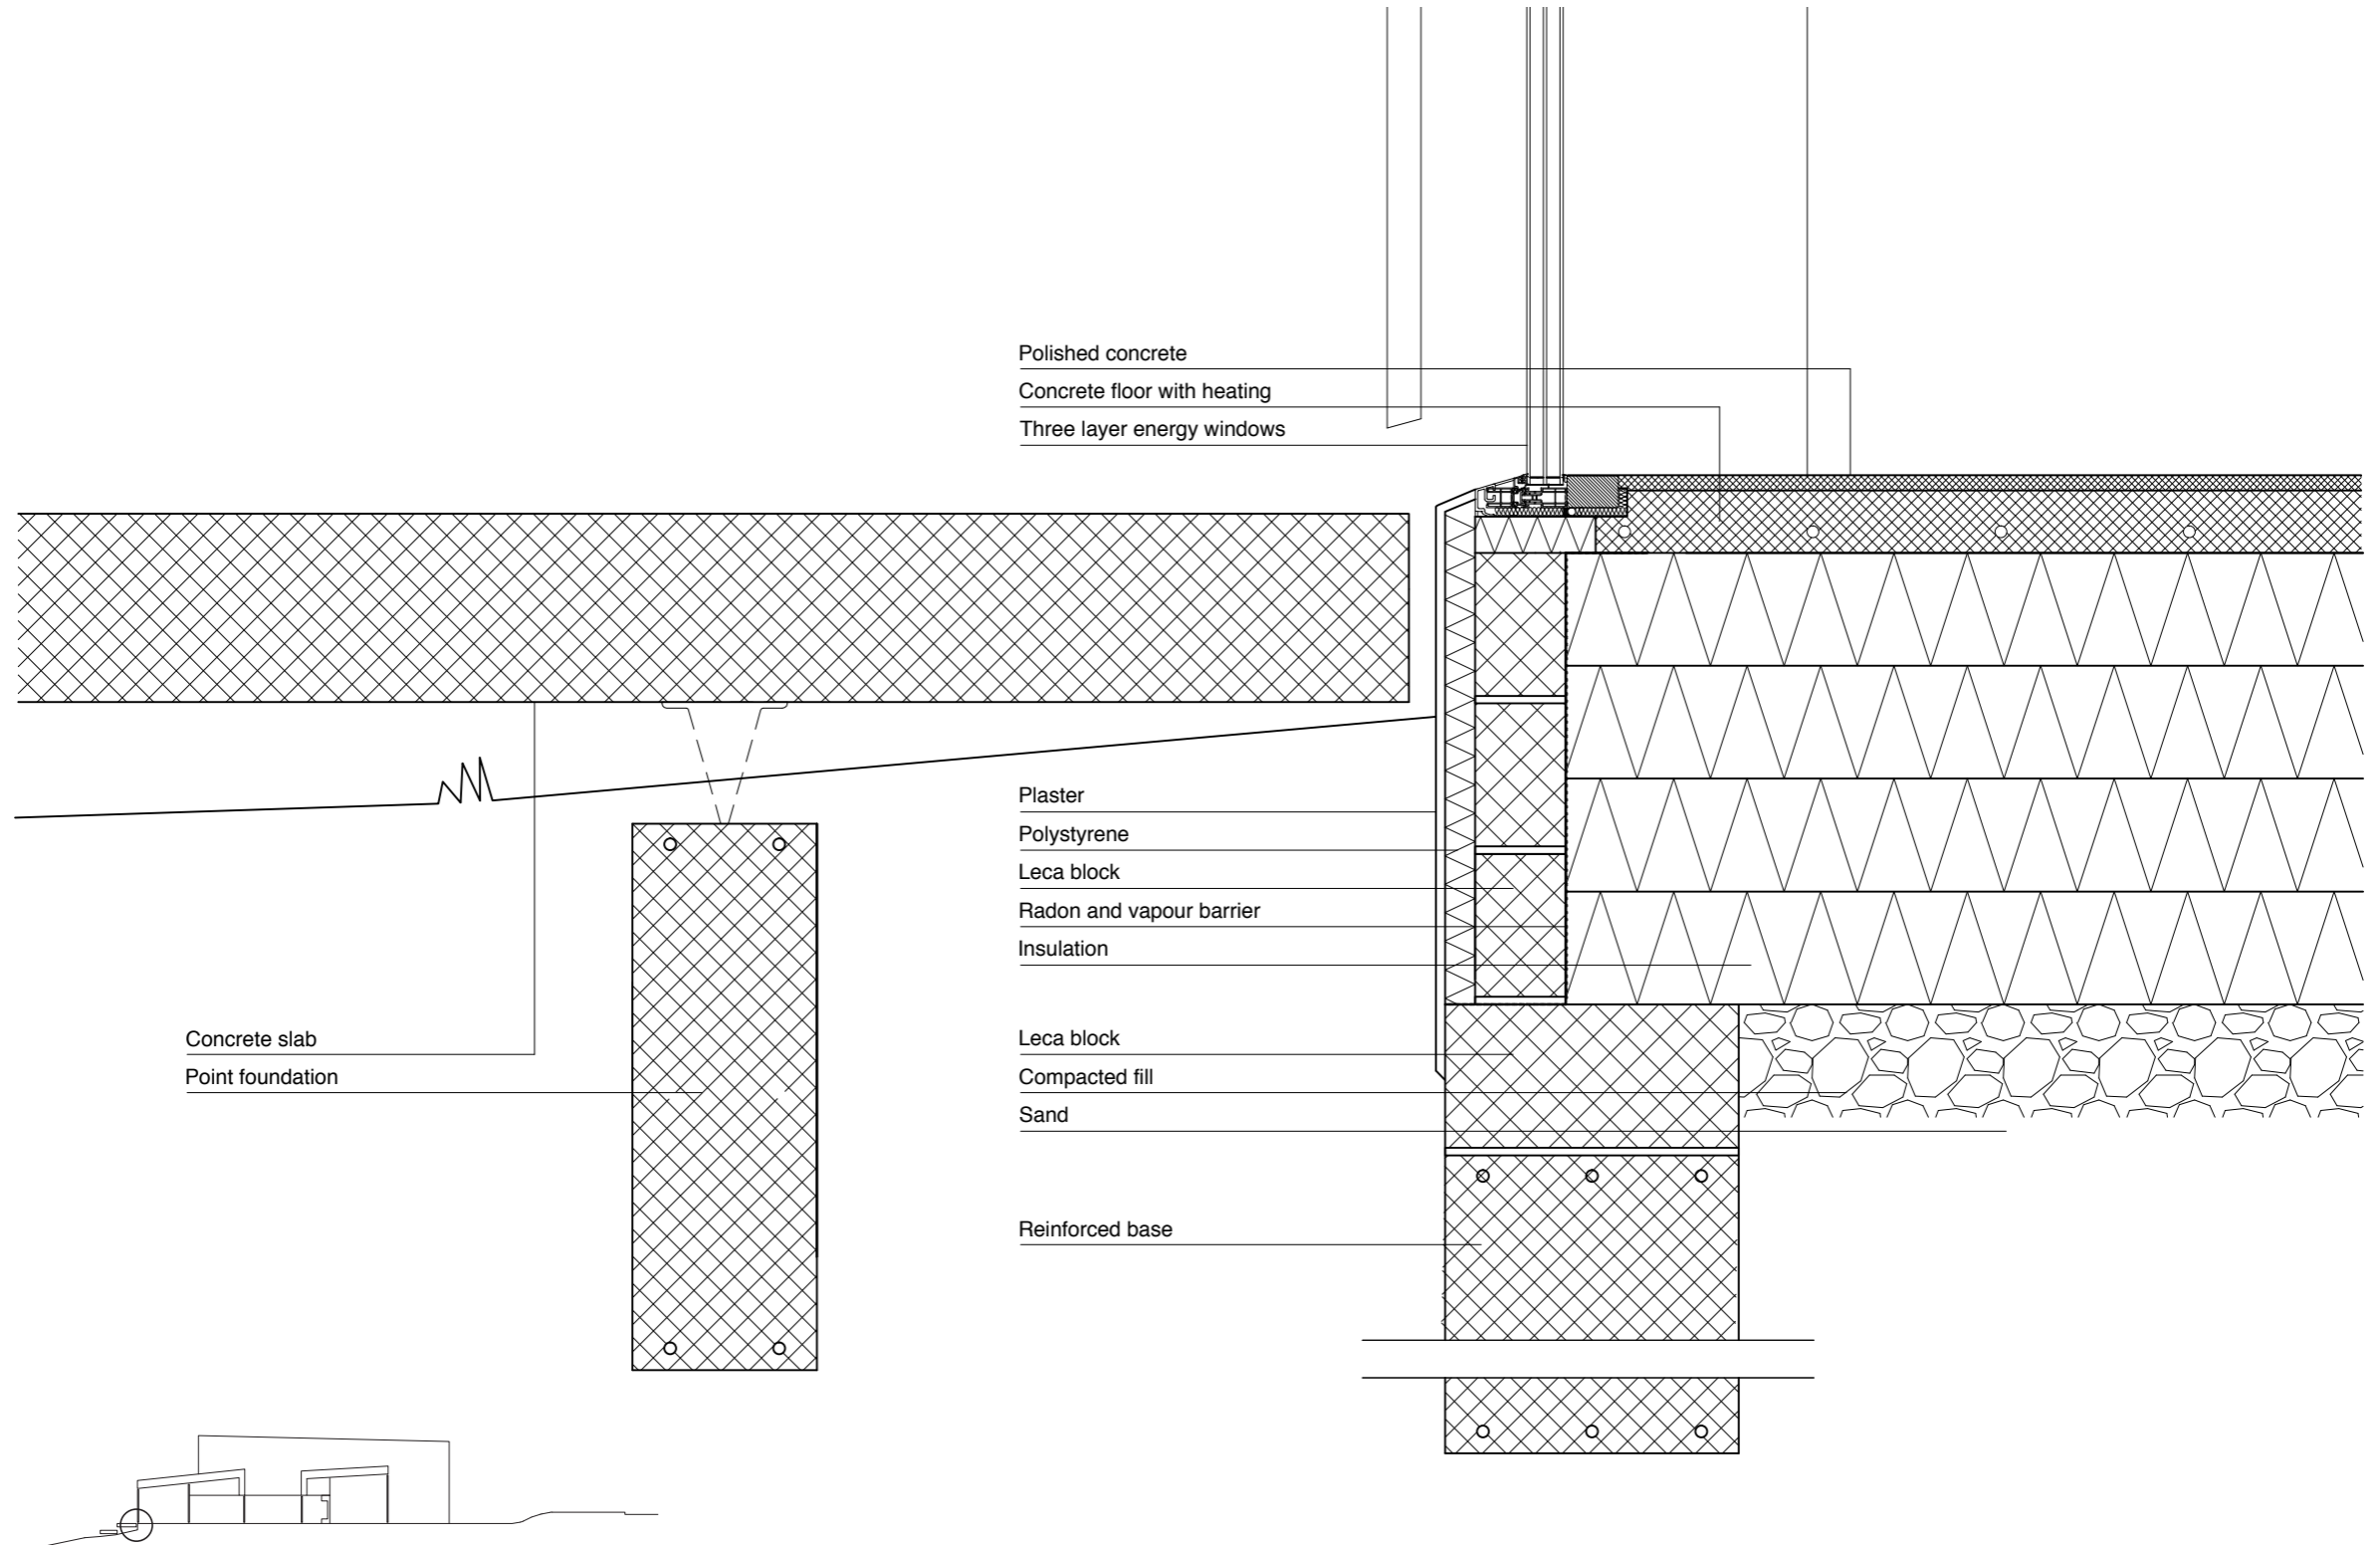 Polished concrete
Concrete floor with heating
Three layer energy windows
Plaster
Polystyrene
Leca block
Radon and vapour barrier
Insulation
Concrete slab
Point foundation
Leca block
Compacted fill
Sand
Reinforced base